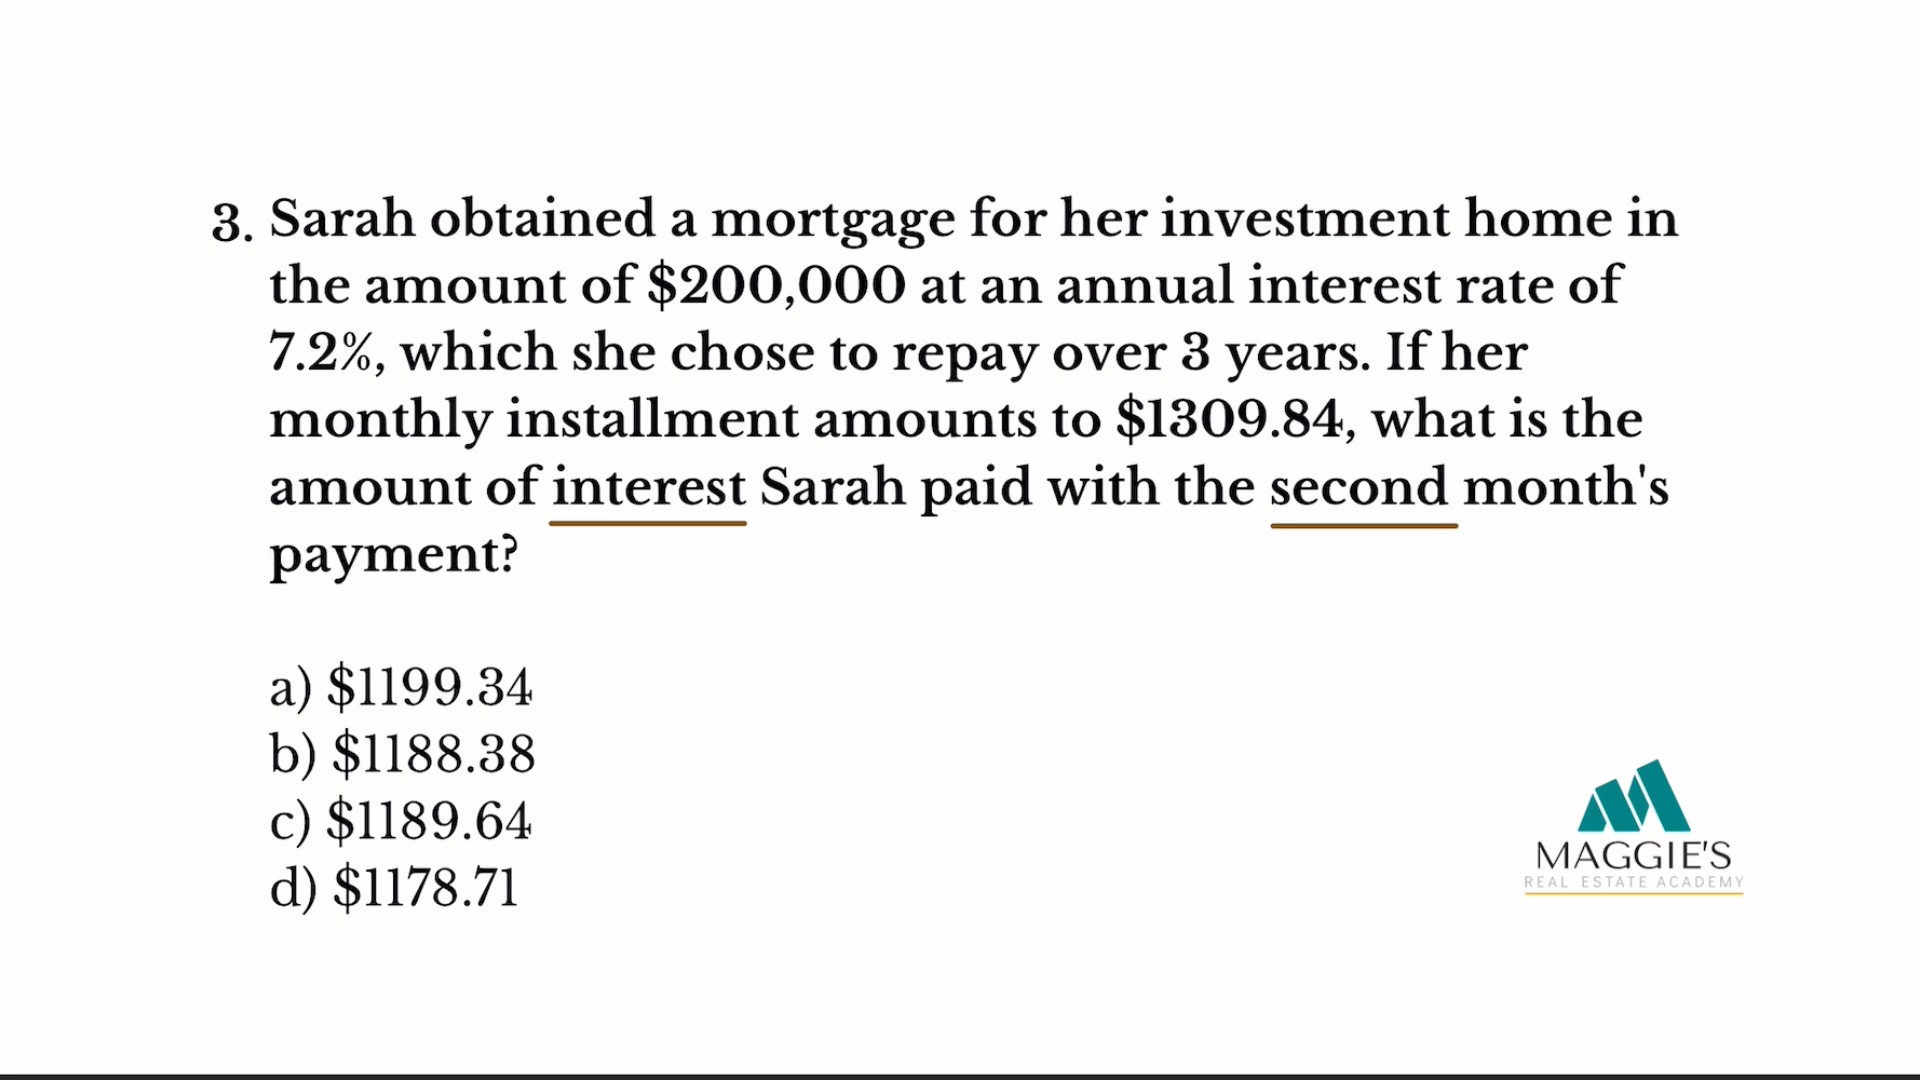 3. Sarah obtained a mortgage for her investment home in
the amount of $200,000 at an annual interest rate of
7.2%, which she chose to repay over 3 years. If her
monthly installment amounts to $1309.84, what is the
amount of interest Sarah paid with the second month's
payment?
a) $1199.34
b) $1188.38
c) $1189.64
d) $1178.71
MAGGIE'S
REAL ESTATE ACADEMY